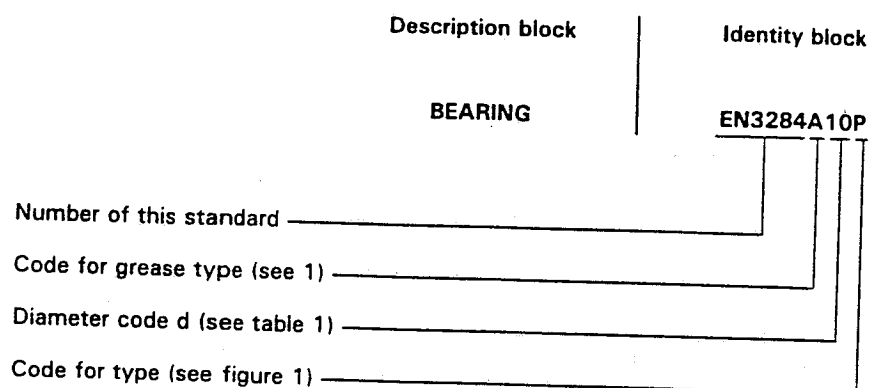 Description block
Identity block
BEARING
EN3284A10P
Number of this standard
Code for grease type (see 1)
Diameter code d (see table 1)
Code for type (see figure 1)